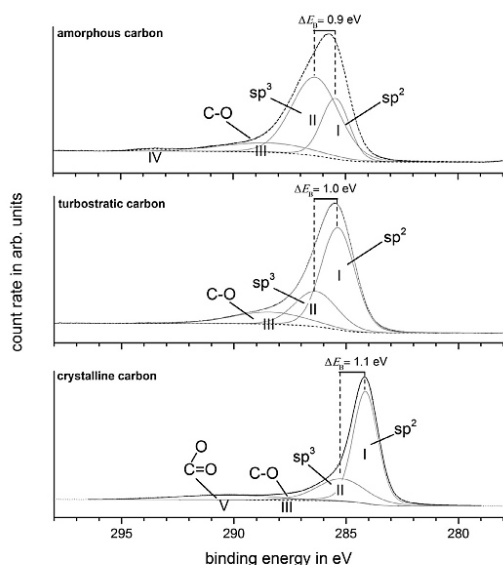 ΔE_B = 0.9 eV
amorphous carbon
sp³
C-O
sp²
II
I
III
IV
ΔE_B = 1.0 eV
turbostratic carbon
sp²
sp³
I
C-O
II
III
count rate in arb. units
ΔE_B = 1.1 eV
crystalline carbon
sp²
O
sp³
C=O
C-O
I
II
V
III
295 290 285 280
binding energy in eV